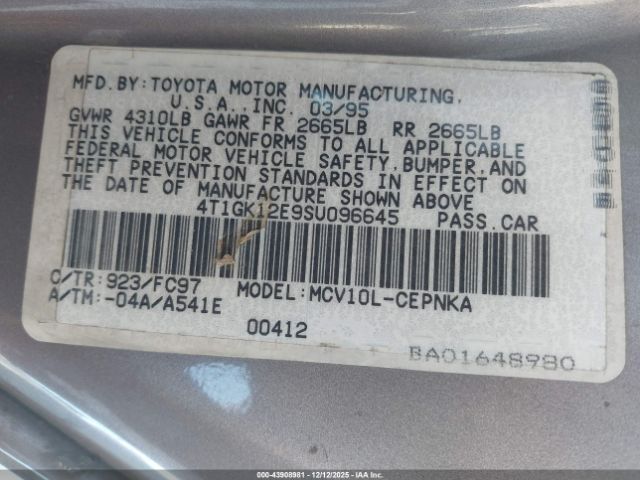 MFD.BY:TOYOTA MOTOR MANUFACTURING,
U.S.A.,INC. 03/95
GVWR 4310LB GAWR FR 2665LB RR 2665LB
THIS VEHICLE CONFORMS TO ALL APPLICABLE
FEDERAL MOTOR VEHICLE SAFETY,BUMPER,AND
THEFT PREVENTION STANDARDS IN EFFECT ON
THE DATE OF MANUFACTURE SHOWN ABOVE
4T1GK12E9SU096645 PASS.CAR
C/TR:923/FC97 MODEL:MCV10L-CEPNKA
A/TM:-04A/A541E
00412
BA01648980
© IAA Stock: 43908981 | 12/12/2025 - IAAI.com